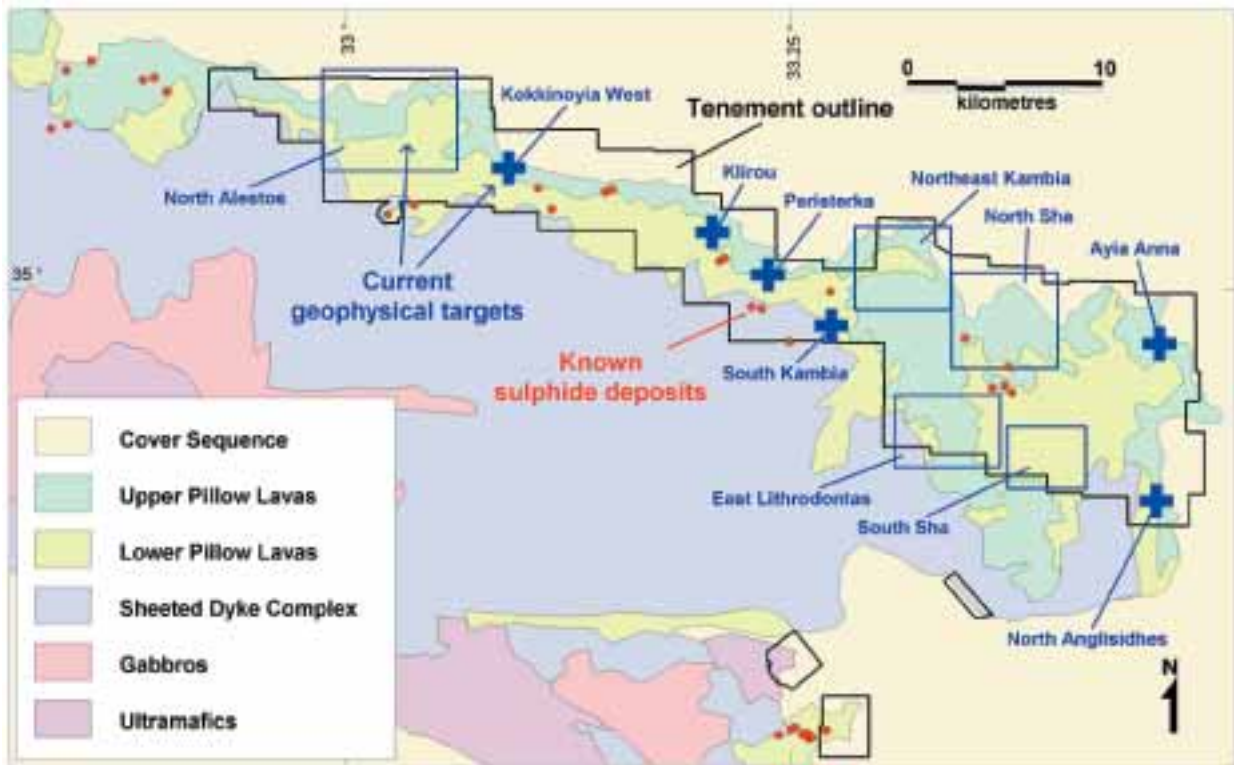 33 °
33.25 °
0 10
kilometres
Kokkinoyia West
Tenement outline
Klirou
Northeast Kambia
North Alestos
Peristerka
North Sha
Ayia Anna
35 °
Current
geophysical targets
Known
sulphide deposits
South Kambia
Cover Sequence
Upper Pillow Lavas
East Lithrodontas
South Sha
Lower Pillow Lavas
Sheeted Dyke Complex
North Anglisidhes
Gabbros
N
Ultramafics